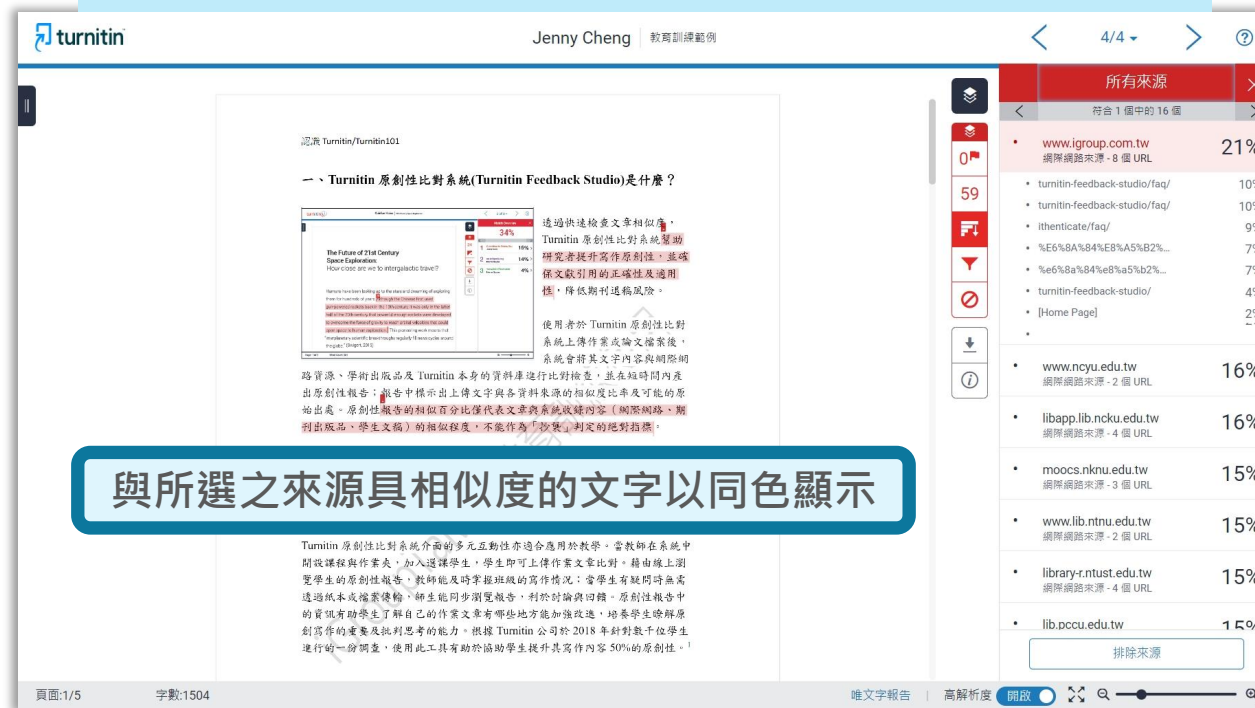 turnitin
Jenny Cheng 教育訓練範例
4/4
認識 Turnitin/Turnitin101
一、Turnitin 原創性比對系統(Turnitin Feedback Studio)是什麼？
The Future of 21st Century
Space Exploration:
How close are we to intergalactic travel?
34%
透過快速檢查文章相似度，
Turnitin 原創性比對系統幫助
研究者提升寫作原創性，並確
保文獻引用的正確性及適用
性，降低期刊退稿風險。
使用者於 Turnitin 原創性比對
系統上傳作業或論文檔案後，
系統會將其文字內容與網際網
路資源、學術出版品及 Turnitin 本身的資料庫進行比對檢查，並在短時間內產
出原創性報告；報告中標示出上傳文字與各資料來源的相似度比率及可能的原
始出處。原創性報告的相似百分比僅代表文章與系統收錄內容（網際網路、期
刊出版品、學生文稿）的相似程度，不能作為「抄襲」判定的絕對指標。
與所選之來源具相似度的文字以同色顯示
Turnitin 原創性比對系統介面的多元互動性亦適合應用於教學。當教師在系統中
開設課程與作業夾，加入選課學生，學生即可上傳作業文章比對。藉由線上瀏
覽學生的原創性報告，教師能及時掌握班級的寫作情況；當學生有疑問時無需
透過紙本或檔案傳輸，師生能同步瀏覽報告，利於討論與回饋。原創性報告中
的資訊有助學生了解自己的作業文章有哪些地方能加強改進，培養學生瞭解原
創寫作的重要及批判思考的能力。根據 Turnitin 公司於 2018 年針對數千位學生
進行的一份調查，使用此工具有助於協助學生提升其寫作內容 50%的原創性。1
0
59
所有來源
符合 1 個中的 16 個
www.igroup.com.tw 21%
網際網路來源 - 8 個 URL
turnitin-feedback-studio/faq/ 10%
turnitin-feedback-studio/faq/ 10%
ithenticate/faq/ 9%
%E6%8A%84%E8%A5%B2%... 7%
%e6%8a%84%e8%a5%b2%... 7%
turnitin-feedback-studio/ 4%
[Home Page] 2%
www.ncyu.edu.tw 16%
網際網路來源 - 2 個 URL
libapp.lib.ncku.edu.tw 16%
網際網路來源 - 4 個 URL
moocs.nknu.edu.tw 15%
網際網路來源 - 3 個 URL
www.lib.ntnu.edu.tw 15%
網際網路來源 - 2 個 URL
library-r.ntust.edu.tw 15%
網際網路來源 - 4 個 URL
lib.pccu.edu.tw 15%
排除來源
頁面:1/5 字數:1504 唯文字報告 | 高解析度 開啟